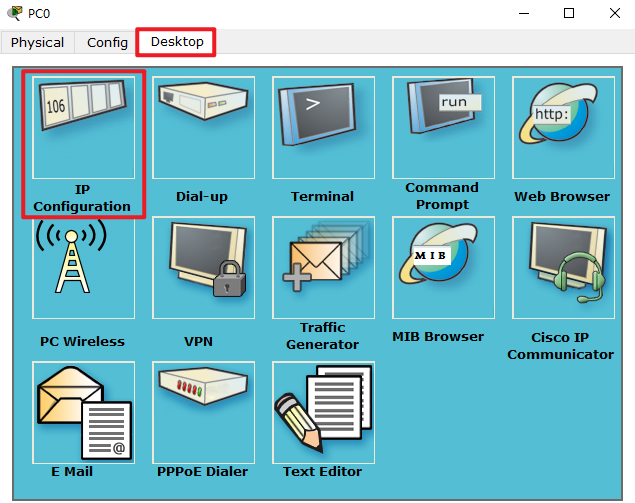 PC0
Physical Config Desktop
106
>
run
http:
IP
Configuration
Dial-up
Terminal
Command
Prompt
Web Browser
MIB
PC Wireless
VPN
Traffic
Generator
MIB Browser
Cisco IP
Communicator
@
E Mail
PPPoE Dialer
Text Editor